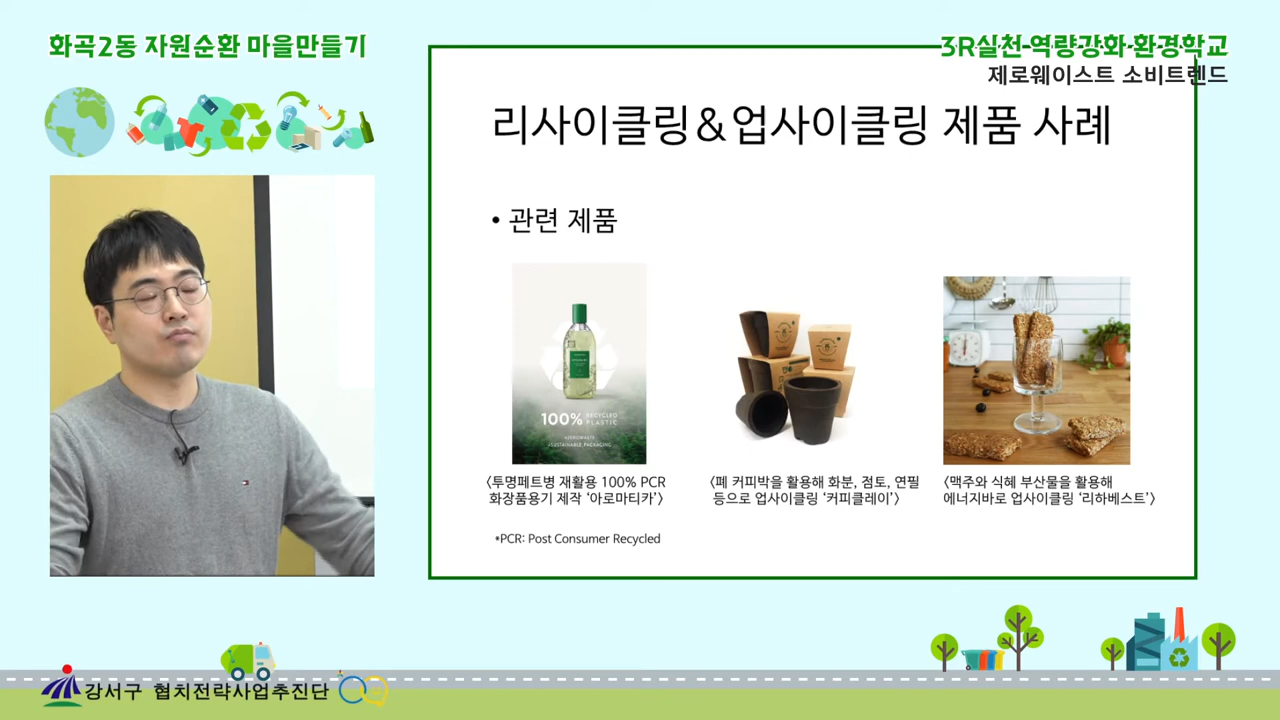 화곡2동 자원순환 마을만들기
3R실천 역량강화 환경학교
제로웨이스트 소비트렌드
리사이클링&업사이클링 제품 사례
• 관련 제품
100% RECYCLED PLASTIC
#ZEROWASTE
#SUSTAINABLE_PACKAGING
<투명페트병 재활용 100% PCR
화장품용기 제작 ‘아로마티카’>
<폐 커피박을 활용해 화분, 점토, 연필
등으로 업사이클링 ‘커피클레이’>
<맥주와 식혜 부산물을 활용해
에너지바로 업사이클링 ‘리하베스트’>
*PCR: Post Consumer Recycled
강서구 협치전략사업추진단